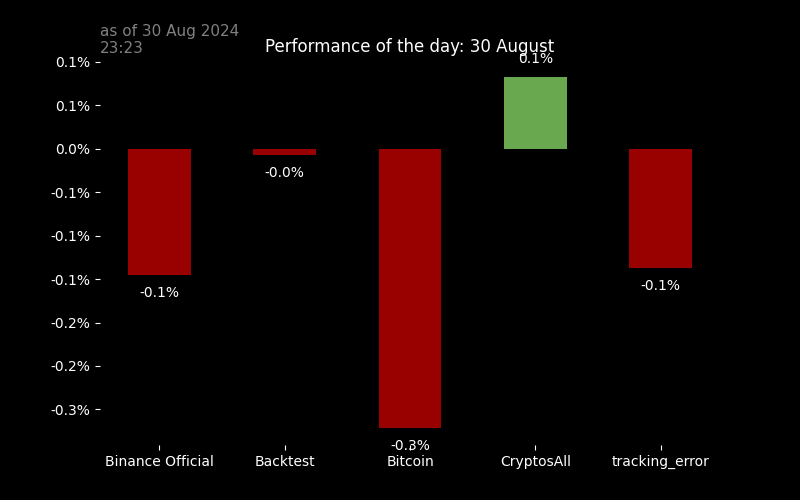 as of 30 Aug 2024
23:23
Performance of the day: 30 August
0.1%
0.1%
0.1%
0.0%
-0.1%
-0.1%
-0.1%
-0.2%
-0.2%
-0.3%
-0.0%
-0.1%
-0.1%
-0.3%
Binance Official
Backtest
Bitcoin
CryptosAll
tracking_error